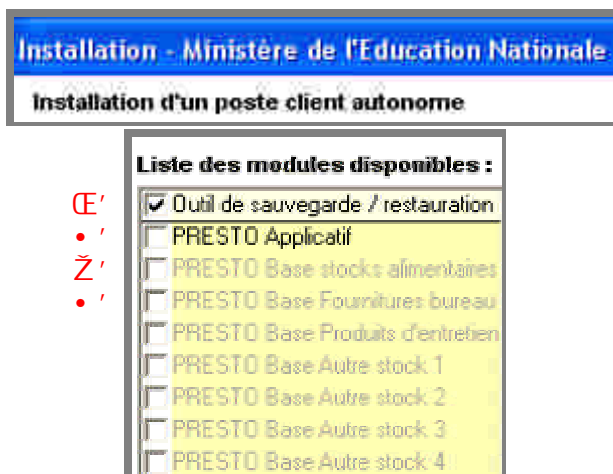 Installation - Ministère de l'Education Nationale
Installation d'un poste client autonome
Liste des modules disponibles :
Œ' Outil de sauvegarde / restauration
• ' PRESTO Applicatif
Ž' PRESTO Base stocks alimentaires
• ' PRESTO Base Fournitures bureau
PRESTO Base Produits d'entretien
PRESTO Base Autre stock 1
PRESTO Base Autre stock 2
PRESTO Base Autre stock 3
PRESTO Base Autre stock 4